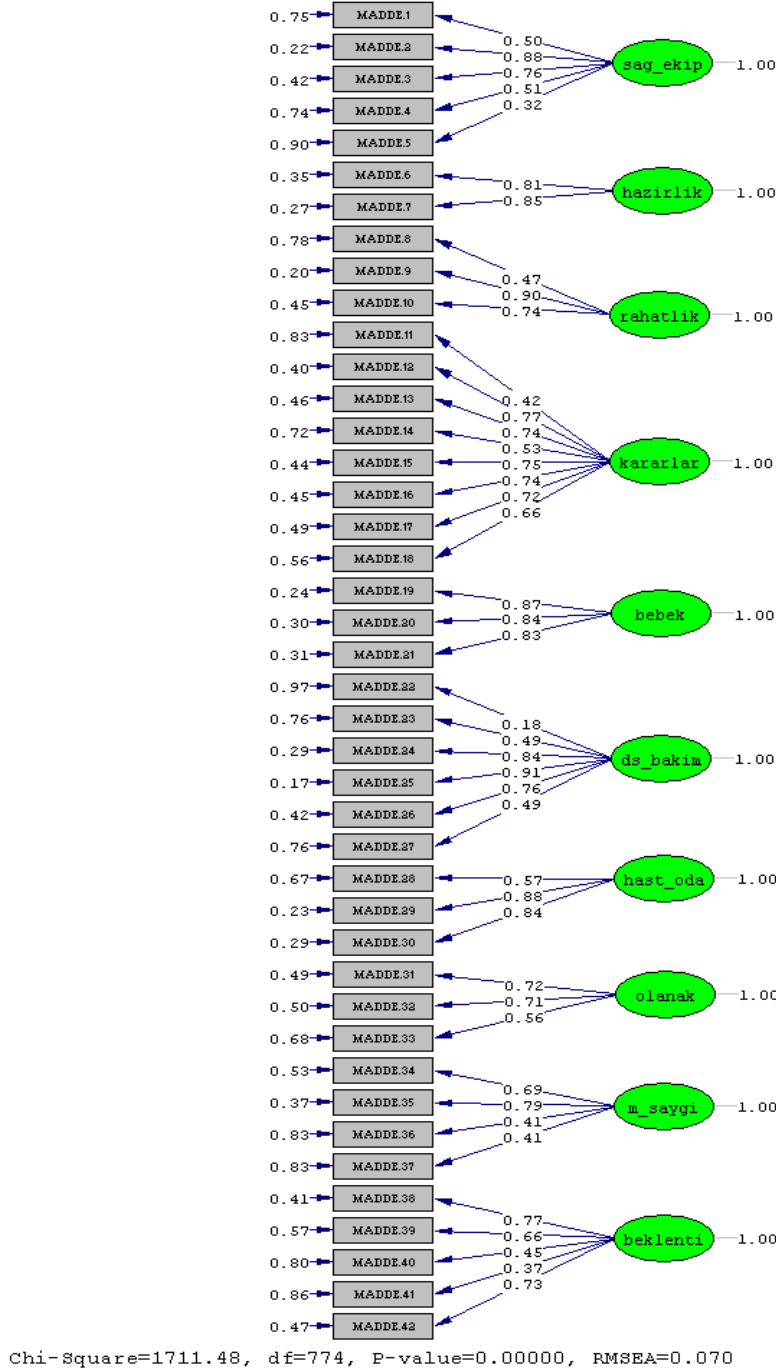 0.75 MADDE.1
0.50
0.22 MADDE.2
0.88
sag_ekip 1.00
0.76
0.42 MADDE.3
0.51
0.74 MADDE.4
0.32
0.90 MADDE.5
0.35 MADDE.6
0.81
hazirlik 1.00
0.85
0.27 MADDE.7
0.78 MADDE.8
0.20 MADDE.9
0.47
0.90
0.45 MADDE.10
0.74
rahatlik 1.00
0.83 MADDE.11
0.40 MADDE.12
0.46 MADDE.13
0.42
0.77
0.72 MADDE.14
0.74
0.53
0.44 MADDE.15
kararlar 1.00
0.75
0.74
0.45 MADDE.16
0.72
0.66
0.49 MADDE.17
0.56 MADDE.18
0.24 MADDE.19
0.87
bebek 1.00
0.30 MADDE.20
0.84
0.83
0.31 MADDE.21
0.97 MADDE.22
0.76 MADDE.23
0.18
0.49
0.29 MADDE.24
0.84
ds_bakim 1.00
0.91
0.17 MADDE.25
0.76
0.49
0.42 MADDE.26
0.76 MADDE.27
0.67 MADDE.28
0.57
hast_oda 1.00
0.88
0.23 MADDE.29
0.84
0.29 MADDE.30
0.49 MADDE.31
0.72
olanak 1.00
0.50 MADDE.32
0.71
0.56
0.68 MADDE.33
0.53 MADDE.34
0.69
0.37 MADDE.35
0.79
m_saygi 1.00
0.41
0.83 MADDE.36
0.41
0.83 MADDE.37
0.41 MADDE.38
0.77
0.57 MADDE.39
0.66
beklenti 1.00
0.45
0.80 MADDE.40
0.37
0.73
0.86 MADDE.41
0.47 MADDE.42
Chi-Square=1711.48, df=774, P-value=0.00000, RMSEA=0.070